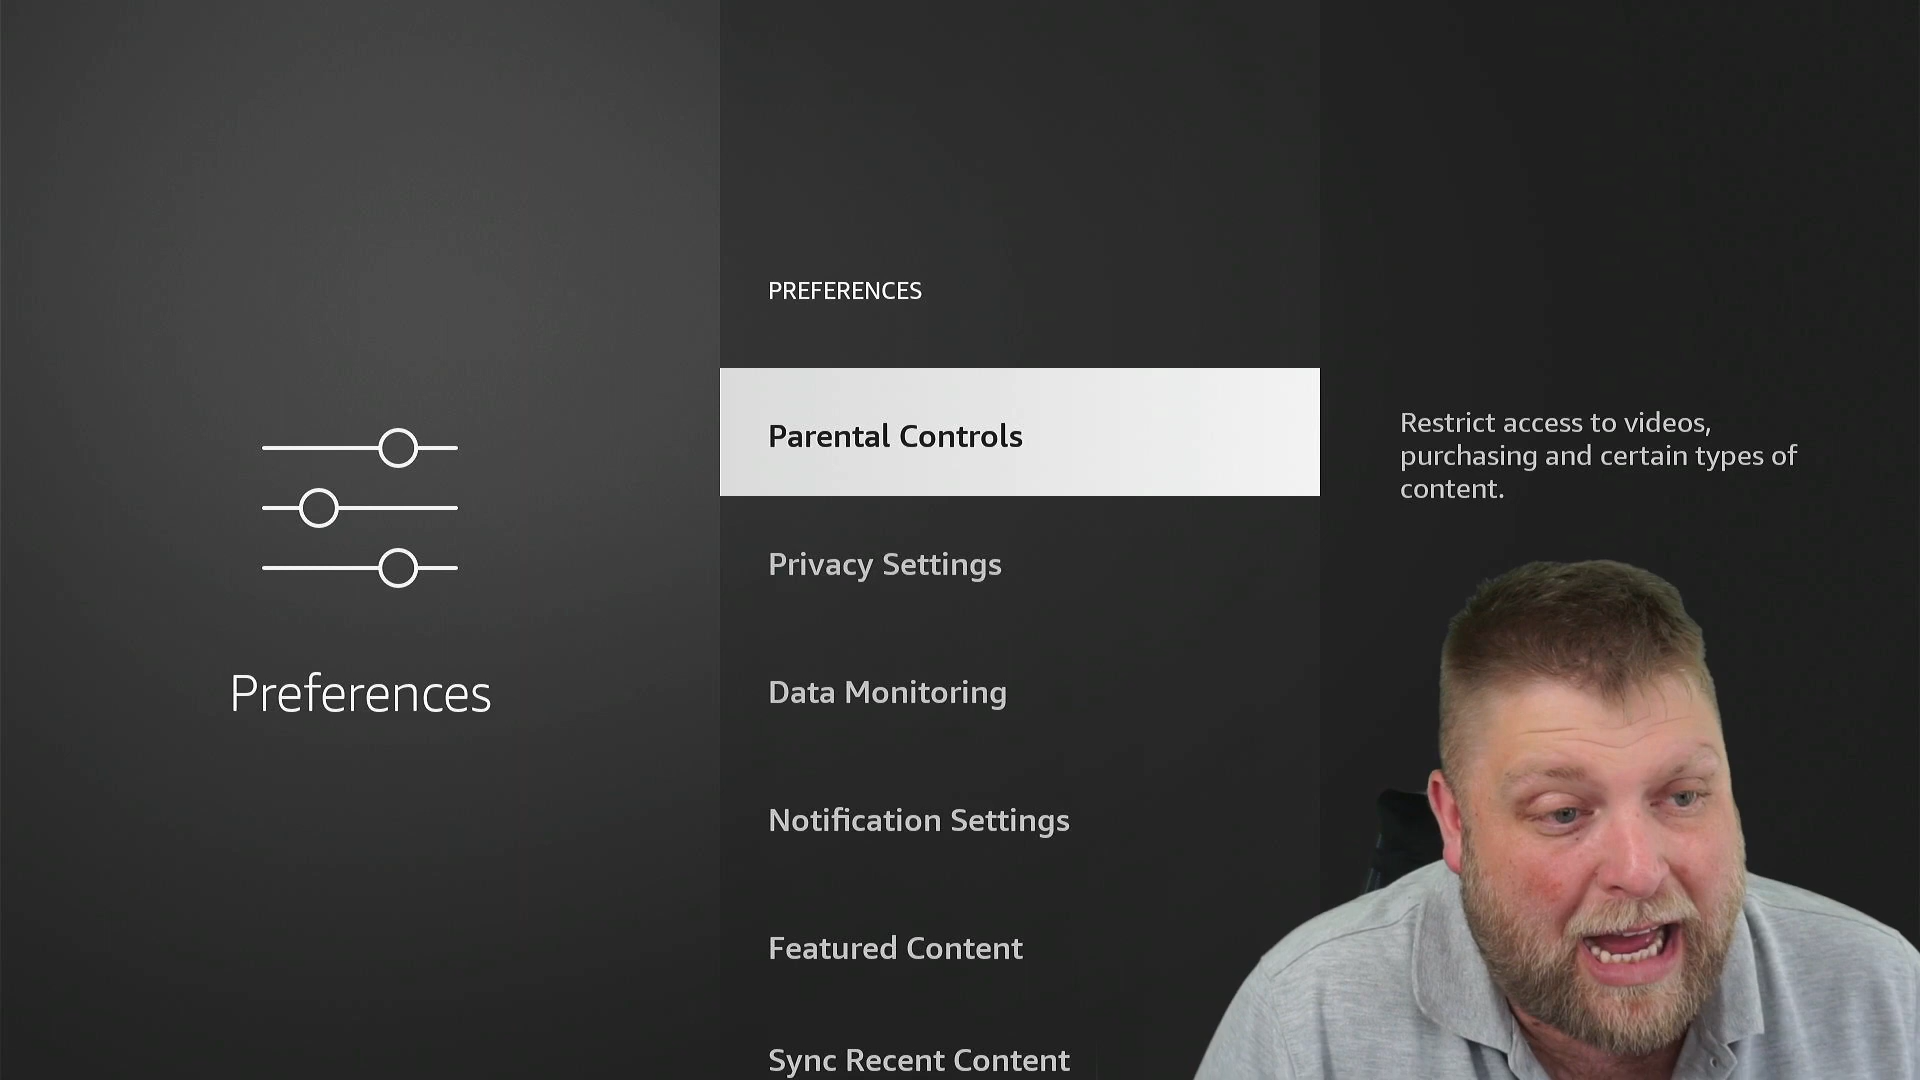 Preferences
PREFERENCES
Parental Controls
Privacy Settings
Data Monitoring
Notification Settings
Featured Content
Sync Recent Content
Restrict access to videos,
purchasing and certain types of
content.